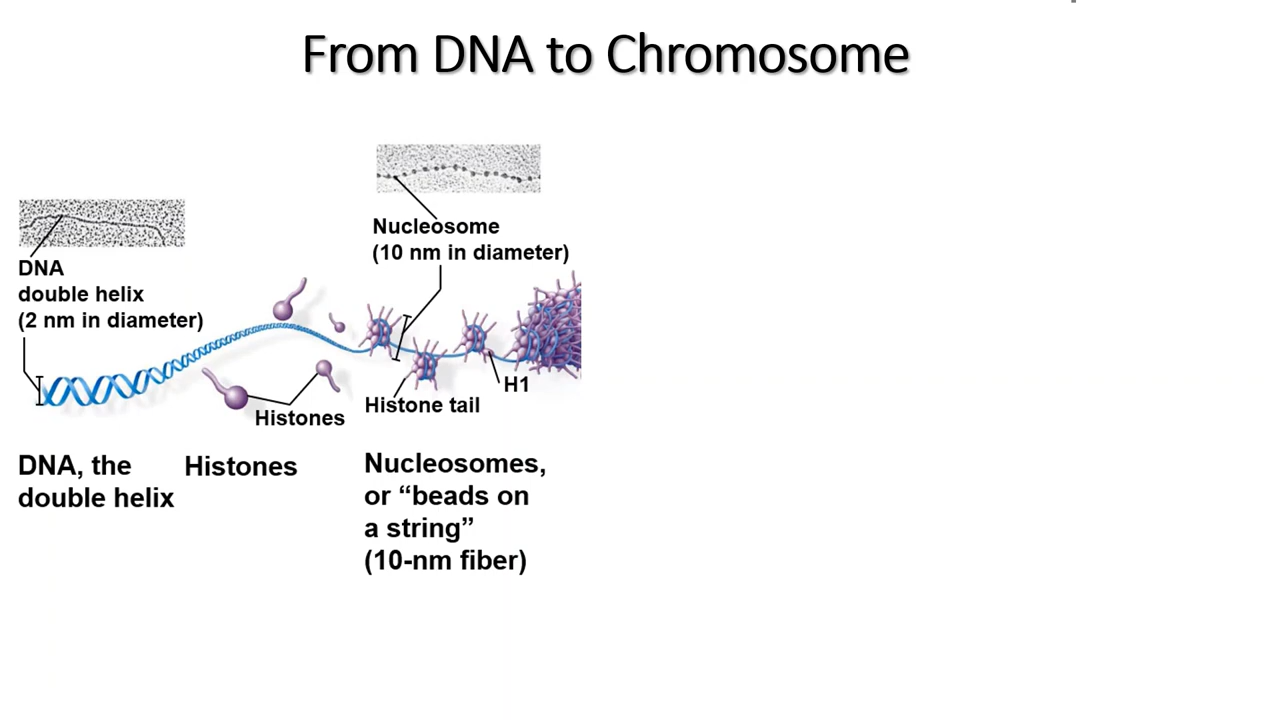 From DNA to Chromosome
Nucleosome
(10 nm in diameter)
DNA
double helix
(2 nm in diameter)
H1
Histone tail
Histones
DNA, the
double helix
Histones
Nucleosomes,
or “beads on
a string”
(10-nm fiber)